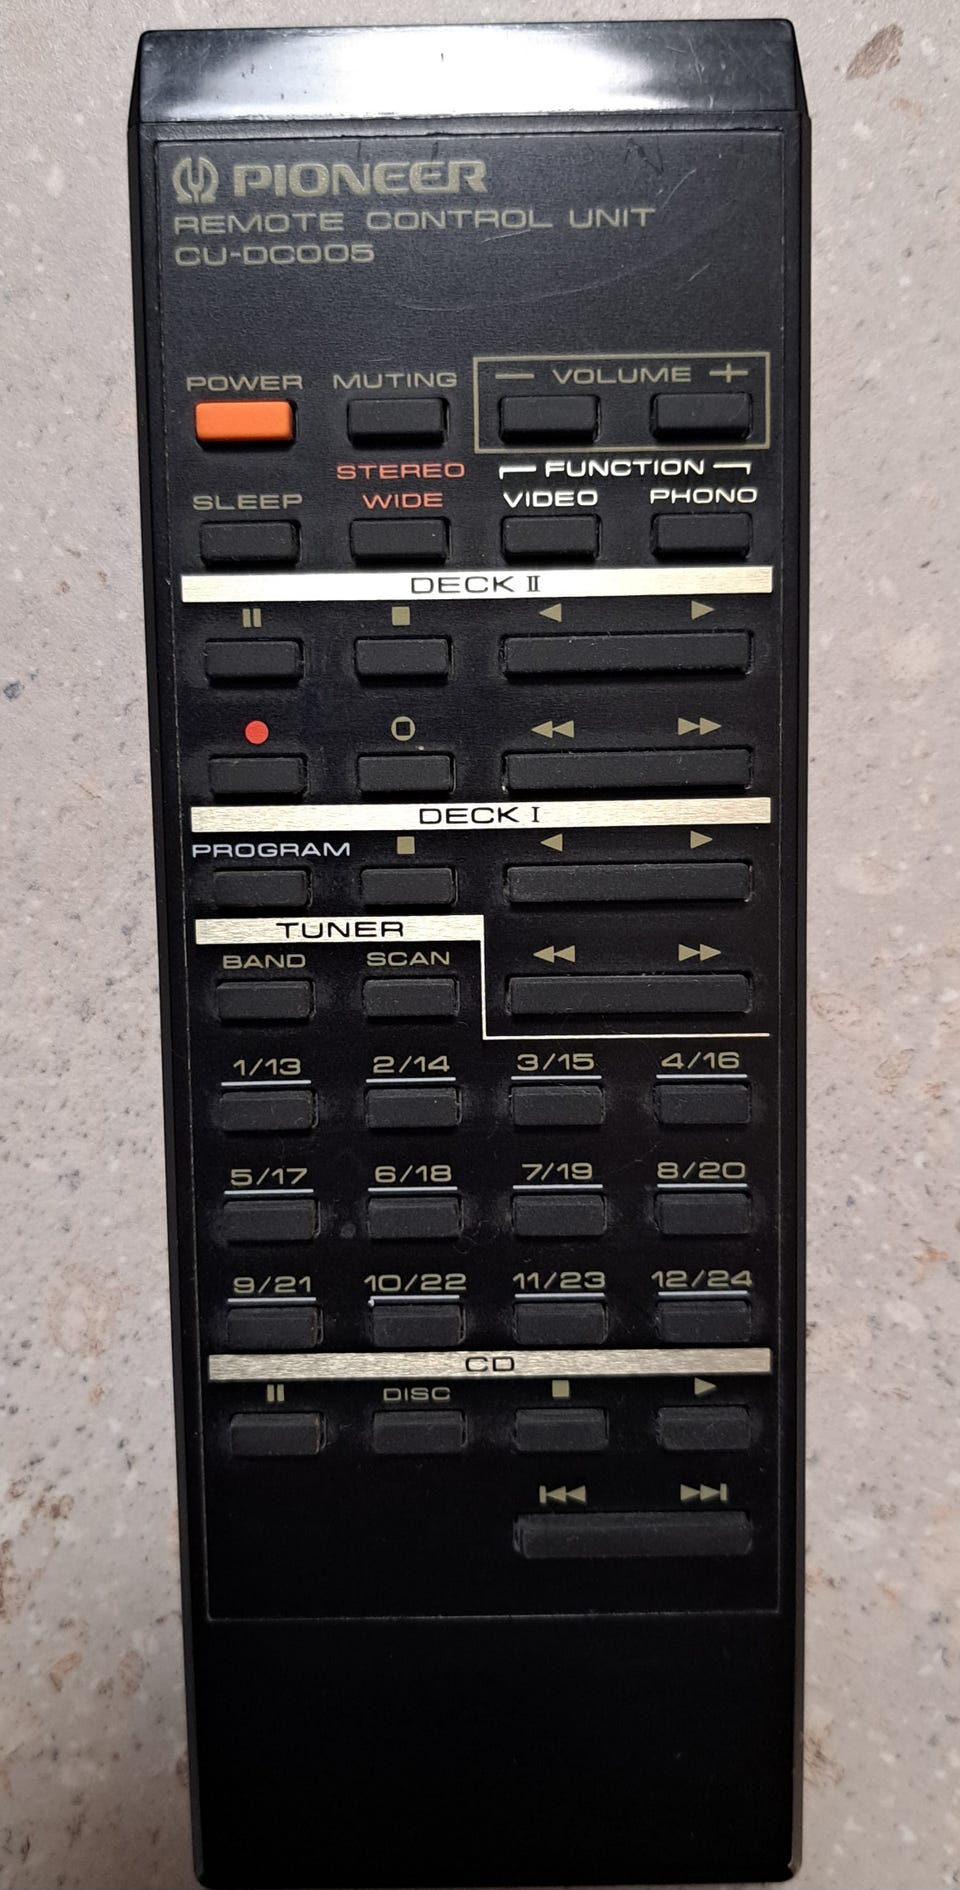 PIONEER
REMOTE CONTROL UNIT
CU-DC005
POWER MUTING − VOLUME +
STEREO FUNCTION
SLEEP WIDE VIDEO PHONO
DECK II
DECK I
PROGRAM
TUNER
BAND SCAN
1/13 2/14 3/15 4/16
5/17 6/18 7/19 8/20
9/21 10/22 11/23 12/24
CD
DISC